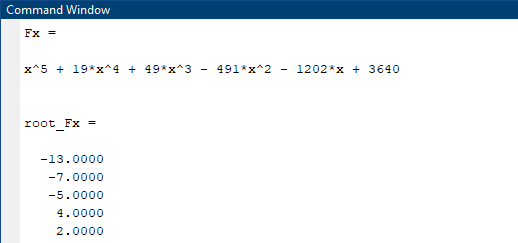 Command Window
Fx =
x^5 + 19*x^4 + 49*x^3 - 491*x^2 - 1202*x + 3640
root_Fx =
-13.0000
-7.0000
-5.0000
4.0000
2.0000